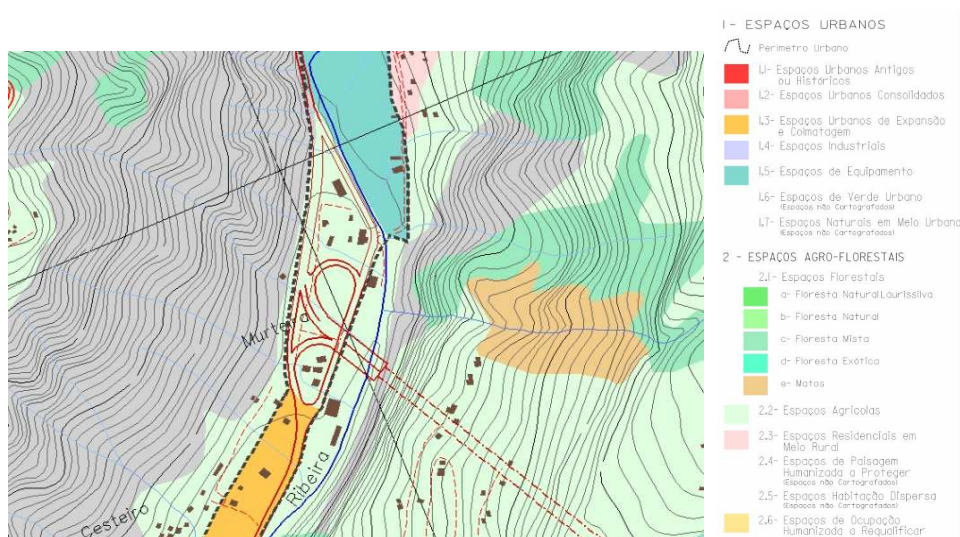 Murteira
Cesteiro
Ribeira
1- ESPAÇOS URBANOS
Perímetro Urbano
1.1- Espaços Urbanos Antigos
ou Históricos
1.2- Espaços Urbanos Consolidados
1.3- Espaços Urbanos de Expansão
e Colmatagem
1.4- Espaços Industriais
1.5- Espaços de Equipamento
1.6- Espaços de Verde Urbano
(Espaços não Cartografados)
1.7- Espaços Naturais em Meio Urbano
(Espaços não Cartografados)
2 - ESPAÇOS AGRO-FLORESTAIS
2.1- Espaços Florestais
a- Floresta Natural Laurissilva
b- Floresta Natural
c- Floresta Mista
d- Floresta Exótica
e- Matos
2.2- Espaços Agrícolas
2.3- Espaços Residenciais em
Meio Rural
2.4- Espaços de Paisagem
Humanizada a Proteger
(Espaços não Cartografados)
2.5- Espaços Habitação Dispersa
(Espaços não Cartografados)
2.6- Espaços de Ocupação
Humanizada a Requalificar